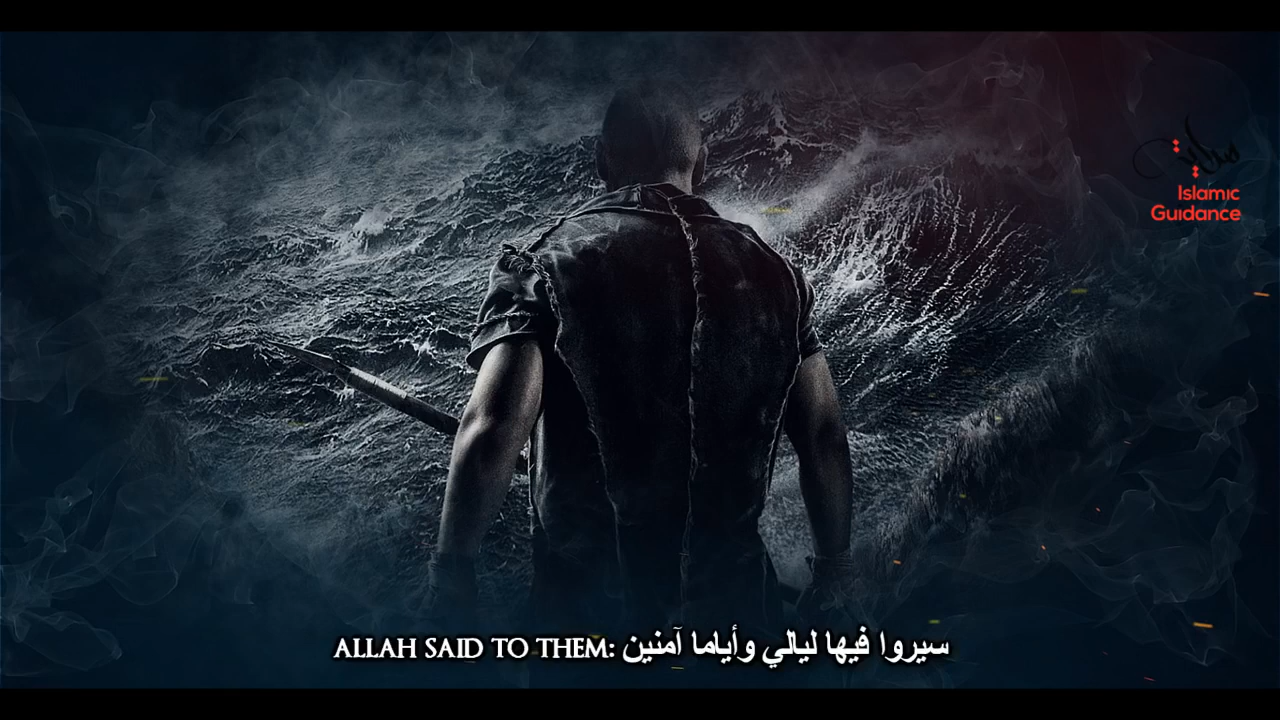 Islamic
Guidance
ALLAH SAID TO THEM: سيروا فيها ليالي وأياما آمنين